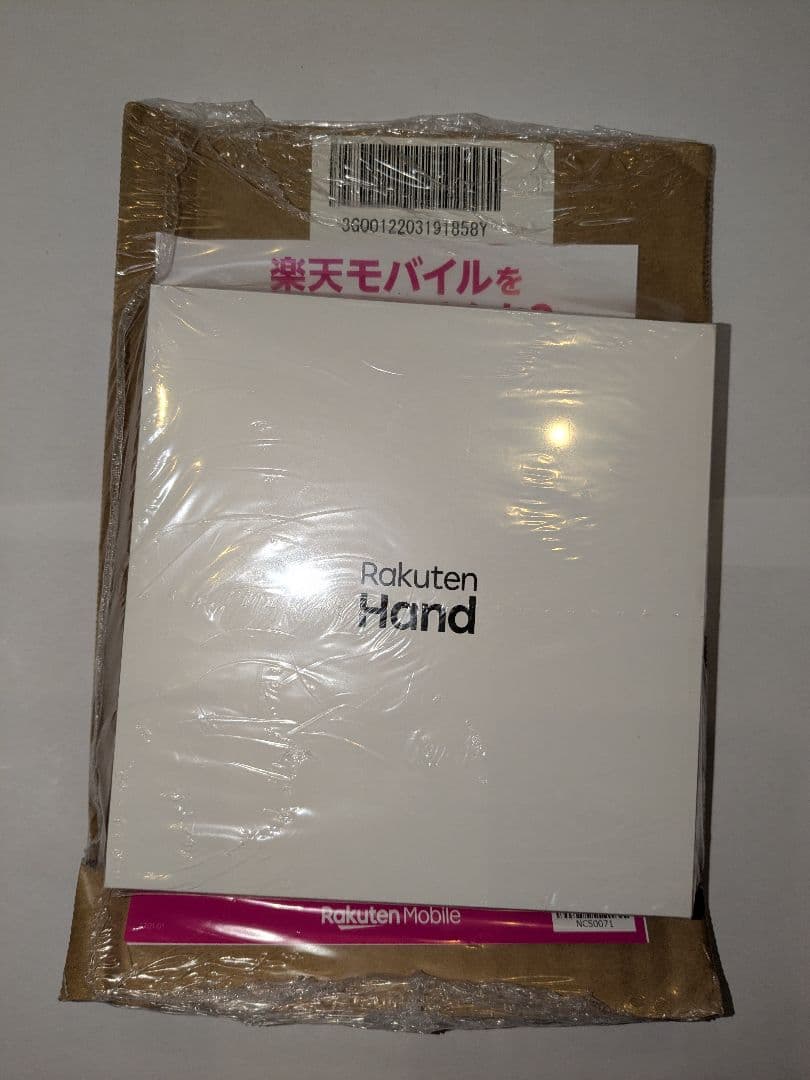 3G0012203191858Y
楽天モバイルを
Rakuten
Hand
Rakuten Mobile
NCS0071